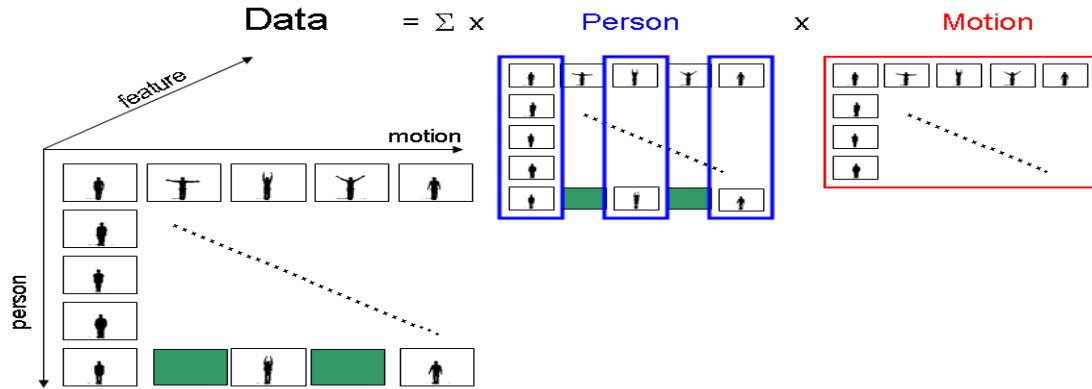 Data = Σ x Person x Motion
feature
motion
person